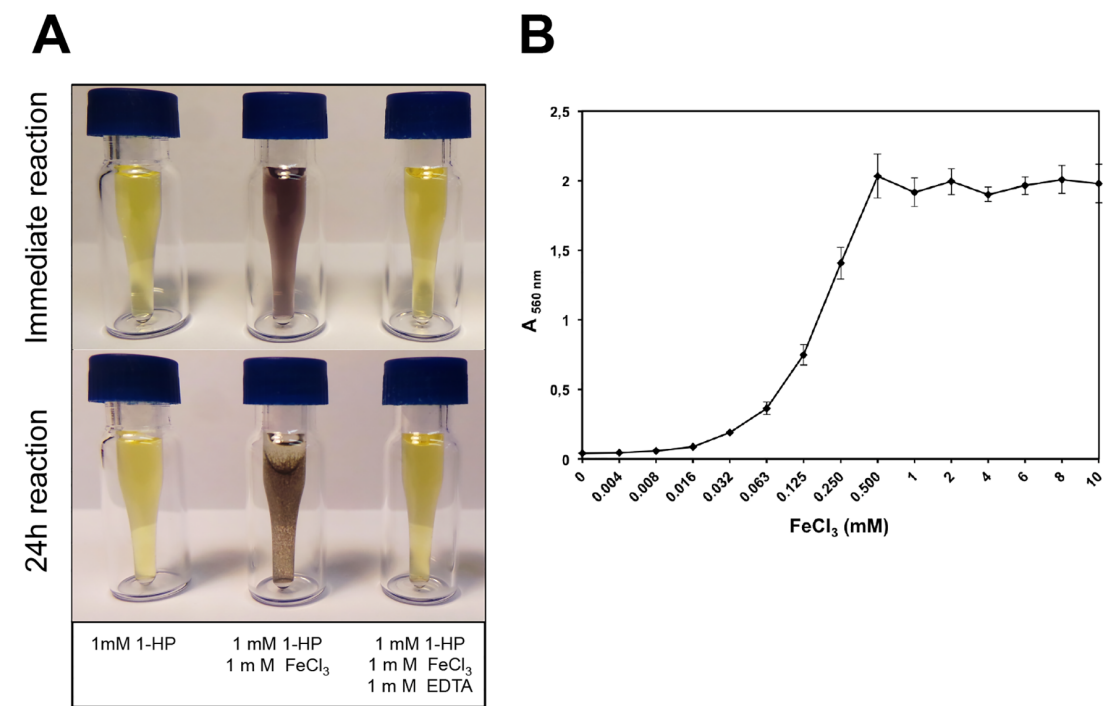 A
B
Immediate reaction
24h reaction
1mM 1-HP
1 mM 1-HP
1 m M FeCl₃
1 mM 1-HP
1 m M FeCl₃
1 m M EDTA
2,5
2
1,5
1
0,5
0
A 560 nm
0 0.004 0.008 0.016 0.032 0.063 0.125 0.250 0.500 1 2 4 6 8 10
FeCl₃ (mM)